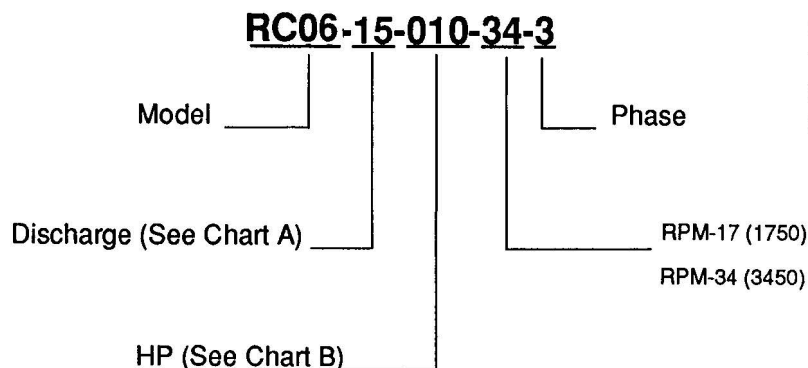 RC06-15-010-34-3
Model
Phase
Discharge (See Chart A)
RPM-17 (1750)
RPM-34 (3450)
HP (See Chart B)